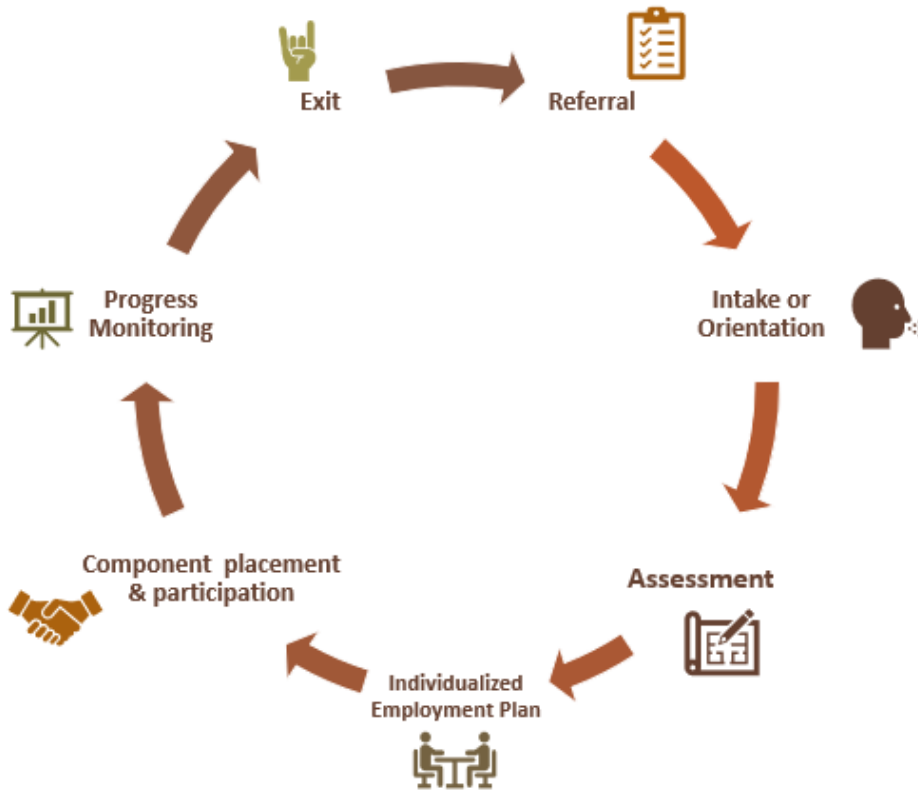 Exit
Referral
Intake or
Orientation
Assessment
Individualized
Employment Plan
Component placement
& participation
Progress
Monitoring